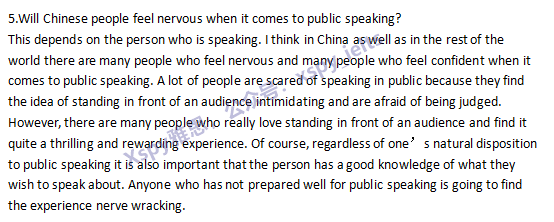 5.Will Chinese people feel nervous when it comes to public speaking?
This depends on the person who is speaking. I think in China as well as in the rest of the
world there are many people who feel nervous and many people who feel confident when it
comes to public speaking. A lot of people are scared of speaking in public because they find
the idea of standing in front of an audience intimidating and are afraid of being judged.
However, there are many people who really love standing in front of an audience and find it
quite a thrilling and rewarding experience. Of course, regardless of one’s natural disposition
to public speaking it is also important that the person has a good knowledge of what they
wish to speak about. Anyone who has not prepared well for public speaking is going to find
the experience nerve wracking.